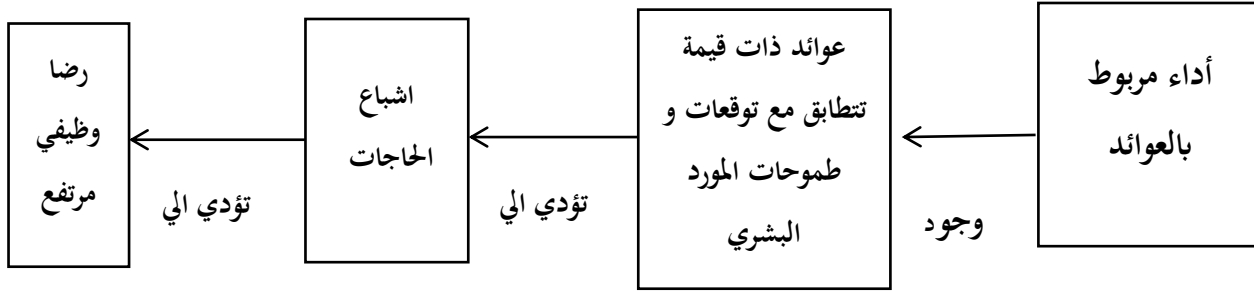 أداء مربوط
بالعوائد
وجود
عوائد ذات قيمة
تتطابق مع توقعات و
طموحات المورد
البشري
تؤدي الي
اشباع
الحاجات
تؤدي الي
رضا
وظيفي
مرتفع